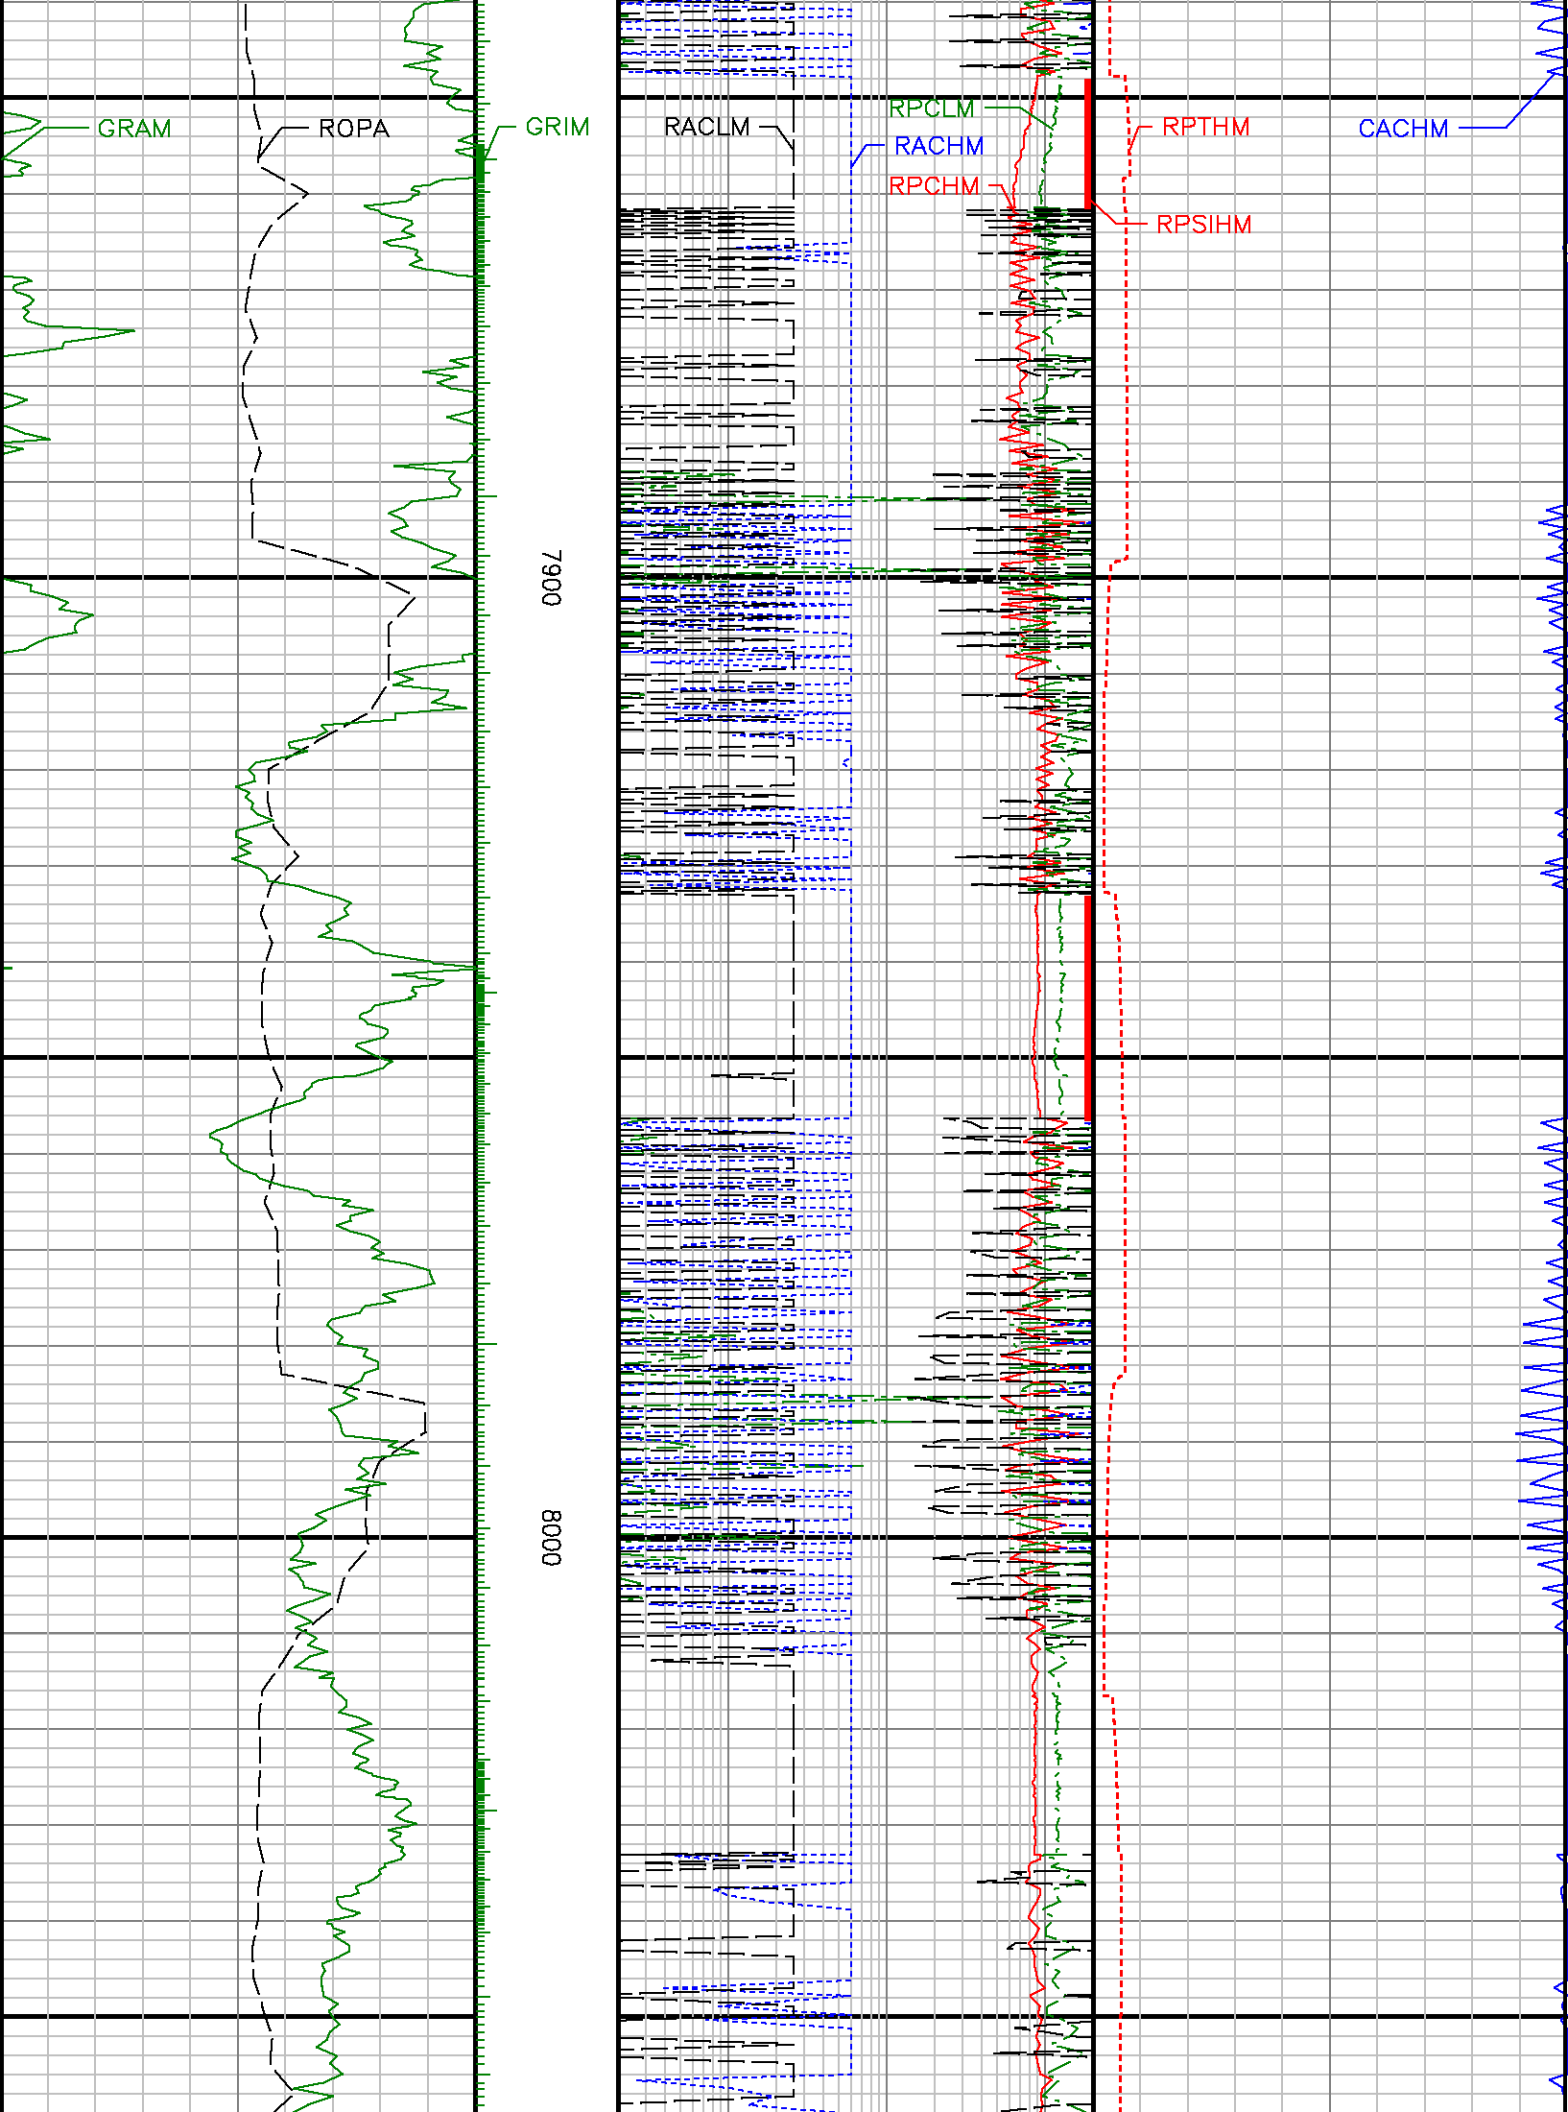 GRAM
ROPA
GRIM
RACLM
RPCLM
RACHM
RPCHM
RPTHM
RPSIHM
CACHM
7900
8000